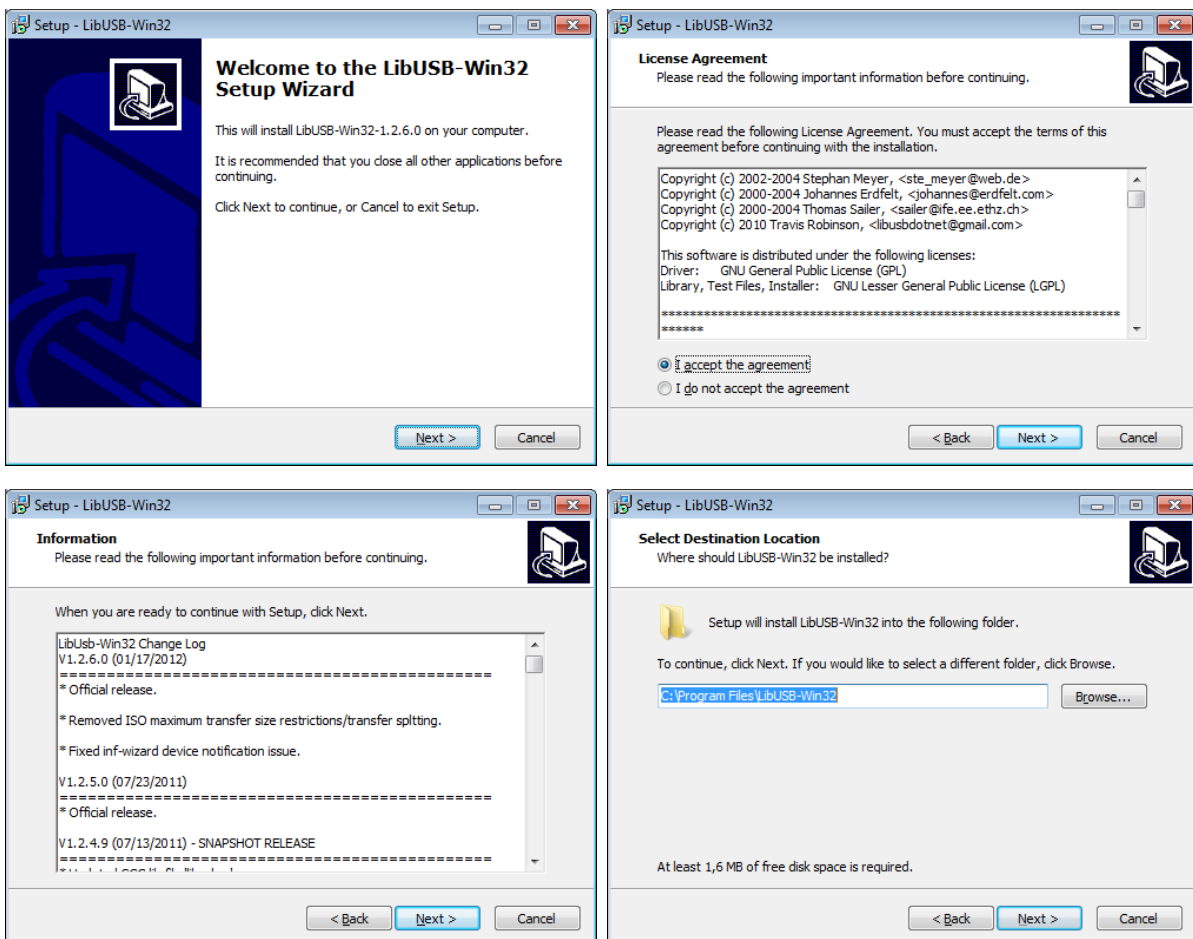 Setup - LibUSB-Win32
Welcome to the LibUSB-Win32
Setup Wizard
This will install LibUSB-Win32-1.2.6.0 on your computer.
It is recommended that you close all other applications before
continuing.
Click Next to continue, or Cancel to exit Setup.
Next >
Cancel
Setup - LibUSB-Win32
License Agreement
Please read the following important information before continuing.
Please read the following License Agreement. You must accept the terms of this
agreement before continuing with the installation.
Copyright (c) 2002-2004 Stephan Meyer, <ste_meyer@web.de>
Copyright (c) 2000-2004 Johannes Erdfelt, <johannes@erdfelt.com>
Copyright (c) 2000-2004 Thomas Sailer, <sailer@ife.ee.ethz.ch>
Copyright (c) 2010 Travis Robinson, <libusbdotnet@gmail.com>
This software is distributed under the following licenses:
Driver: GNU General Public License (GPL)
Library, Test Files, Installer: GNU Lesser General Public License (LGPL)
*****************************************************************
******
I accept the agreement
I do not accept the agreement
< Back
Next >
Cancel
Setup - LibUSB-Win32
Information
Please read the following important information before continuing.
When you are ready to continue with Setup, click Next.
LibUsb-Win32 Change Log
V1.2.6.0 (01/17/2012)
==============================================
* Official release.
* Removed ISO maximum transfer size restrictions/transfer spltting.
* Fixed inf-wizard device notification issue.
V1.2.5.0 (07/23/2011)
==============================================
* Official release.
V1.2.4.9 (07/13/2011) - SNAPSHOT RELEASE
==============================================
< Back
Next >
Cancel
Setup - LibUSB-Win32
Select Destination Location
Where should LibUSB-Win32 be installed?
Setup will install LibUSB-Win32 into the following folder.
To continue, click Next. If you would like to select a different folder, click Browse.
C:\Program Files\LibUSB-Win32
Browse...
At least 1,6 MB of free disk space is required.
< Back
Next >
Cancel